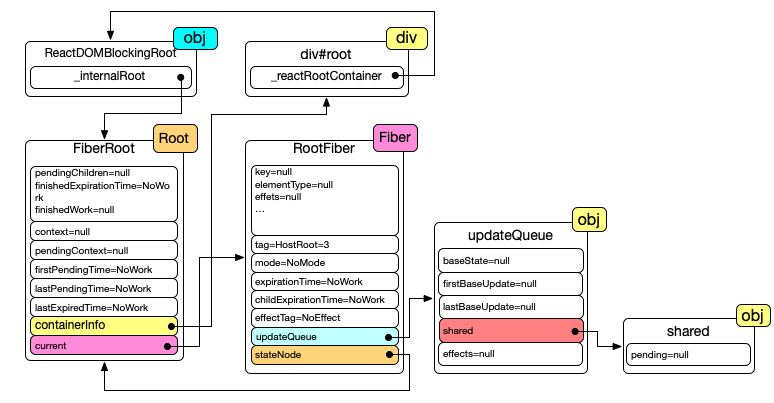 obj
ReactDOMBlockingRoot
_internalRoot
div
div#root
_reactRootContainer
Root
FiberRoot
pendingChildren=null
finishedExpirationTime=NoWo
rk
finishedWork=null
context=null
pendingContext=null
firstPendingTime=NoWork
lastPendingTime=NoWork
lastExpiredTime=NoWork
containerInfo
current
Fiber
RootFiber
key=null
elementType=null
effets=null
...
tag=HostRoot=3
mode=NoMode
expirationTime=NoWork
childExpirationTime=NoWork
effectTag=NoEffect
updateQueue
stateNode
obj
updateQueue
baseState=null
firstBaseUpdate=null
lastBaseUpdate=null
shared
effects=null
obj
shared
pending=null